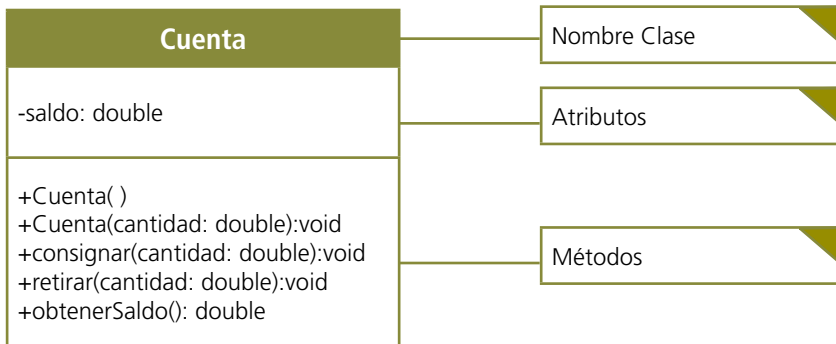 Cuenta
-saldo: double
+Cuenta( )
+Cuenta(cantidad: double):void
+consignar(cantidad: double):void
+retirar(cantidad: double):void
+obtenerSaldo(): double
Nombre Clase
Atributos
Métodos